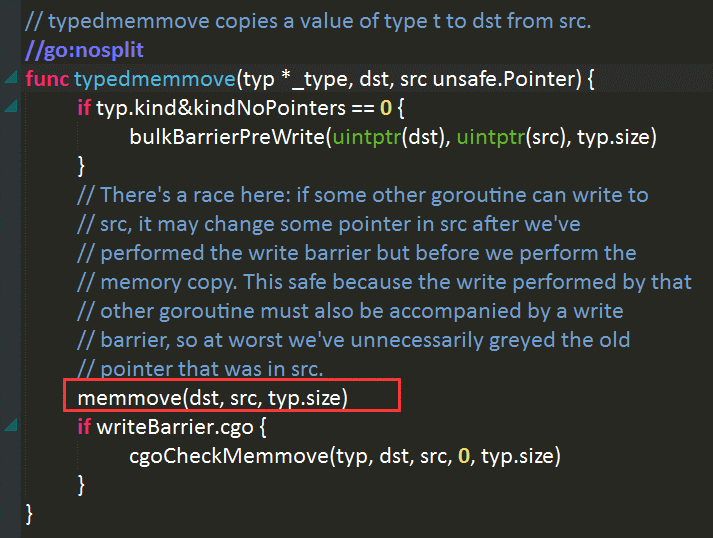 // typedmemmove copies a value of type t to dst from src.
//go:nosplit
func typedmemmove(typ *_type, dst, src unsafe.Pointer) {
if typ.kind&kindNoPointers == 0 {
bulkBarrierPreWrite(uintptr(dst), uintptr(src), typ.size)
}
// There's a race here: if some other goroutine can write to
// src, it may change some pointer in src after we've
// performed the write barrier but before we perform the
// memory copy. This safe because the write performed by that
// other goroutine must also be accompanied by a write
// barrier, so at worst we've unnecessarily greyed the old
// pointer that was in src.
memmove(dst, src, typ.size)
if writeBarrier.cgo {
cgoCheckMemmove(typ, dst, src, 0, typ.size)
}
}